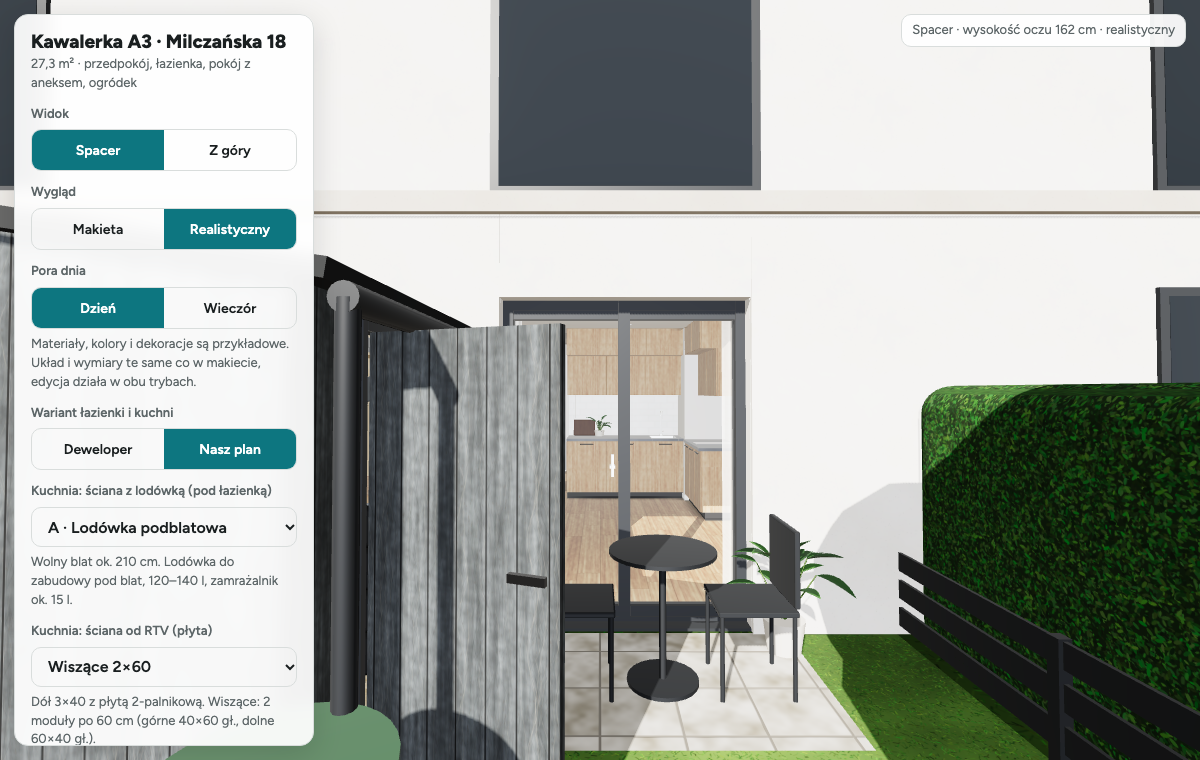 Kawalerka A3 · Milczańska 18
27,3 m² · przedpokój, łazienka, pokój z
aneksem, ogródek
Widok
Spacer
Z góry
Wygląd
Makieta
Realistyczny
Pora dnia
Dzień
Wieczór
Materiały, kolory i dekoracje są przykładowe.
Układ i wymiary te same co w makiecie,
edycja działa w obu trybach.
Wariant łazienki i kuchni
Deweloper
Nasz plan
Kuchnia: ściana z lodówką (pod łazienką)
A · Lodówka podblatowa
Wolny blat ok. 210 cm. Lodówka do
zabudowy pod blat, 120–140 l, zamrażalnik
ok. 15 l.
Kuchnia: ściana od RTV (płyta)
Wiszące 2×60
Dół 3×40 z płytą 2-palnikową. Wiszące: 2
moduły po 60 cm (górne 40×60 gł., dolne
60×40 gł.).
Spacer · wysokość oczu 162 cm · realistyczny